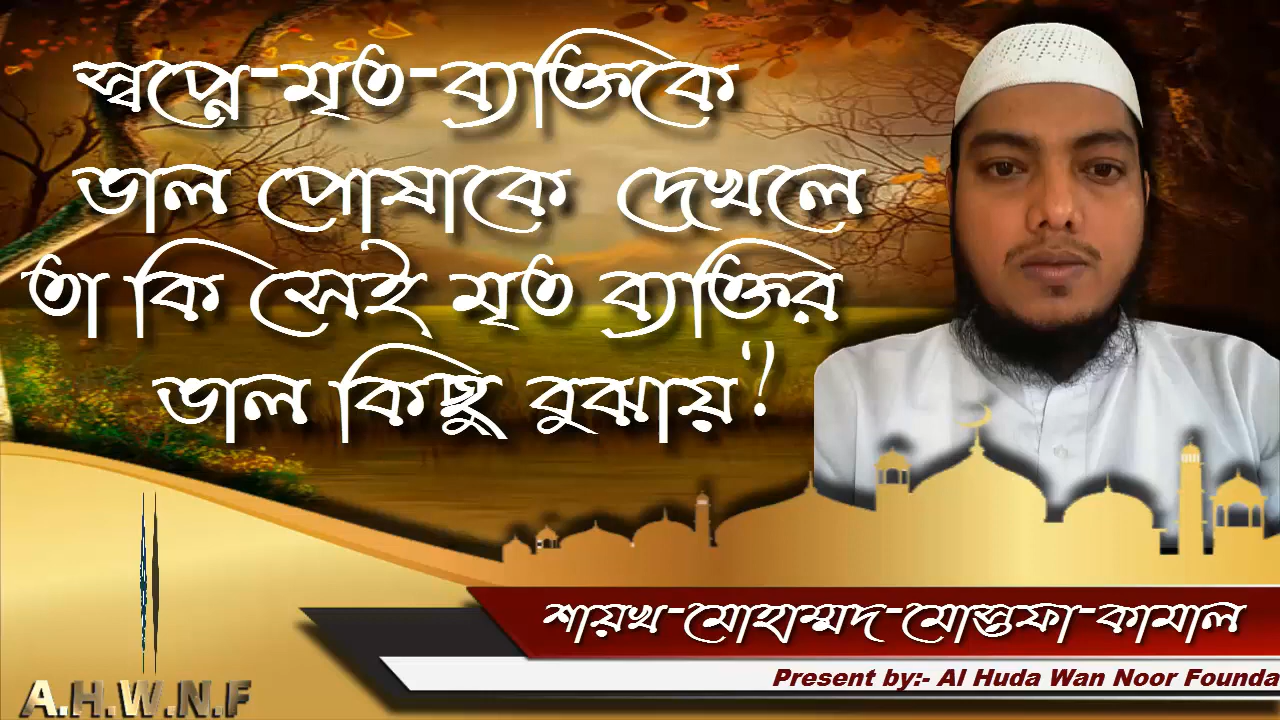 স্বপ্নে-মৃত-ব্যক্তিকে
ভাল পোষাকে দেখলে
তা কি সেই মৃত ব্যক্তির
ভাল কিছু বুঝায়?
শায়খ-মোহাম্মদ-মোস্তফা-কামাল
Present by:- Al Huda Wan Noor Founda
A.H.W.N.F